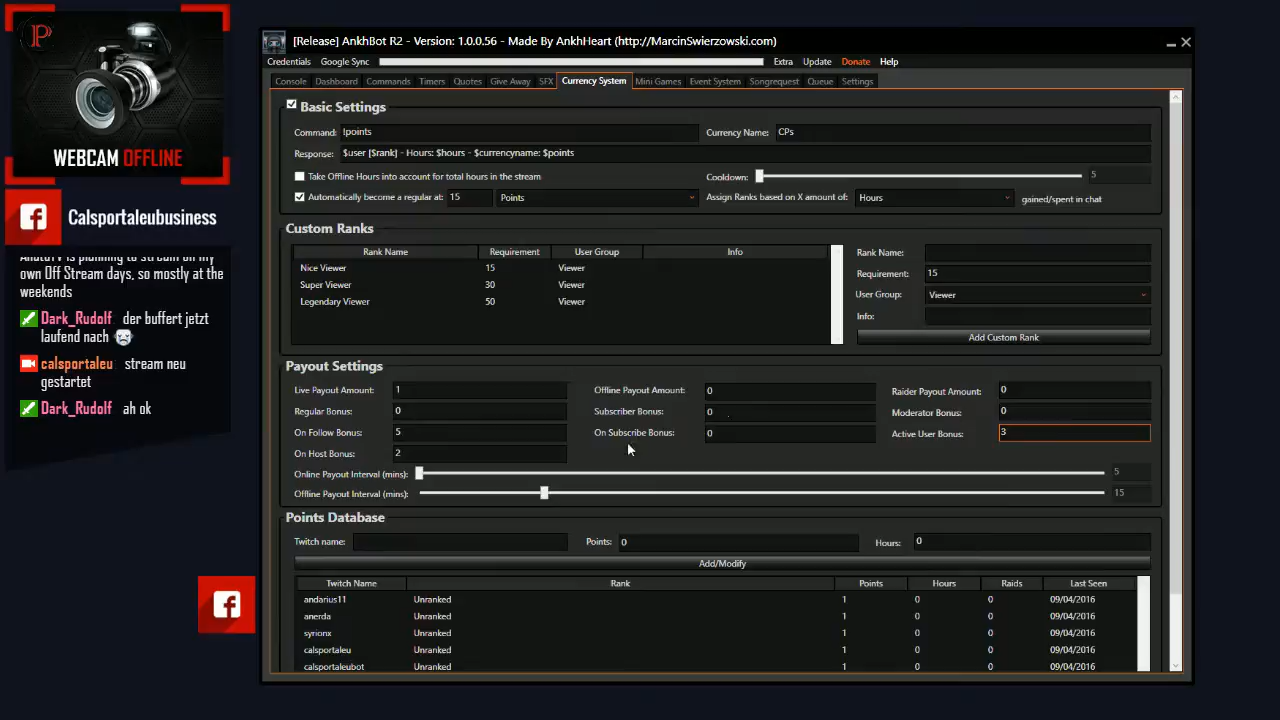 WEBCAM OFFLINE
Calsportaleubusiness
own Off Stream days, so mostly at the
weekends
Dark_Rudolf der buffert jetzt
laufend nach
calsportaleu stream neu
gestartet
Dark_Rudolf ah ok
[Release] AnkhBot R2 - Version: 1.0.0.56 - Made By AnkhHeart (http://MarcinSwierzowski.com)
Credentials Google Sync Extra Update Donate Help
Console Dashboard Commands Timers Quotes Give Away SFX Currency System Mini Games Event System Songrequest Queue Settings
Basic Settings
Command: !points Currency Name: CPs
Response: $user [$rank] - Hours: $hours - $currencyname: $points
Take Offline Hours into account for total hours in the stream Cooldown: 5
Automatically become a regular at: 15 Points Assign Ranks based on X amount of: Hours gained/spent in chat
Custom Ranks
Rank Name Requirement User Group Info Rank Name:
Nice Viewer 15 Viewer Requirement: 15
Super Viewer 30 Viewer User Group: Viewer
Legendary Viewer 50 Viewer Info:
Add Custom Rank
Payout Settings
Live Payout Amount: 1 Offline Payout Amount: 0 Raider Payout Amount: 0
Regular Bonus: 0 Subscriber Bonus: 0 Moderator Bonus: 0
On Follow Bonus: 5 On Subscribe Bonus: 0 Active User Bonus: 3
On Host Bonus: 2
Online Payout Interval (mins): 5
Offline Payout Interval (mins): 15
Points Database
Twitch name: Points: 0 Hours: 0
Add/Modify
Twitch Name Rank Points Hours Raids Last Seen
andarius11 Unranked 1 0 0 09/04/2016
anerda Unranked 1 0 0 09/04/2016
syrionx Unranked 1 0 0 09/04/2016
calsportaleu Unranked 1 0 0 09/04/2016
calsportaleubot Unranked 1 0 0 09/04/2016